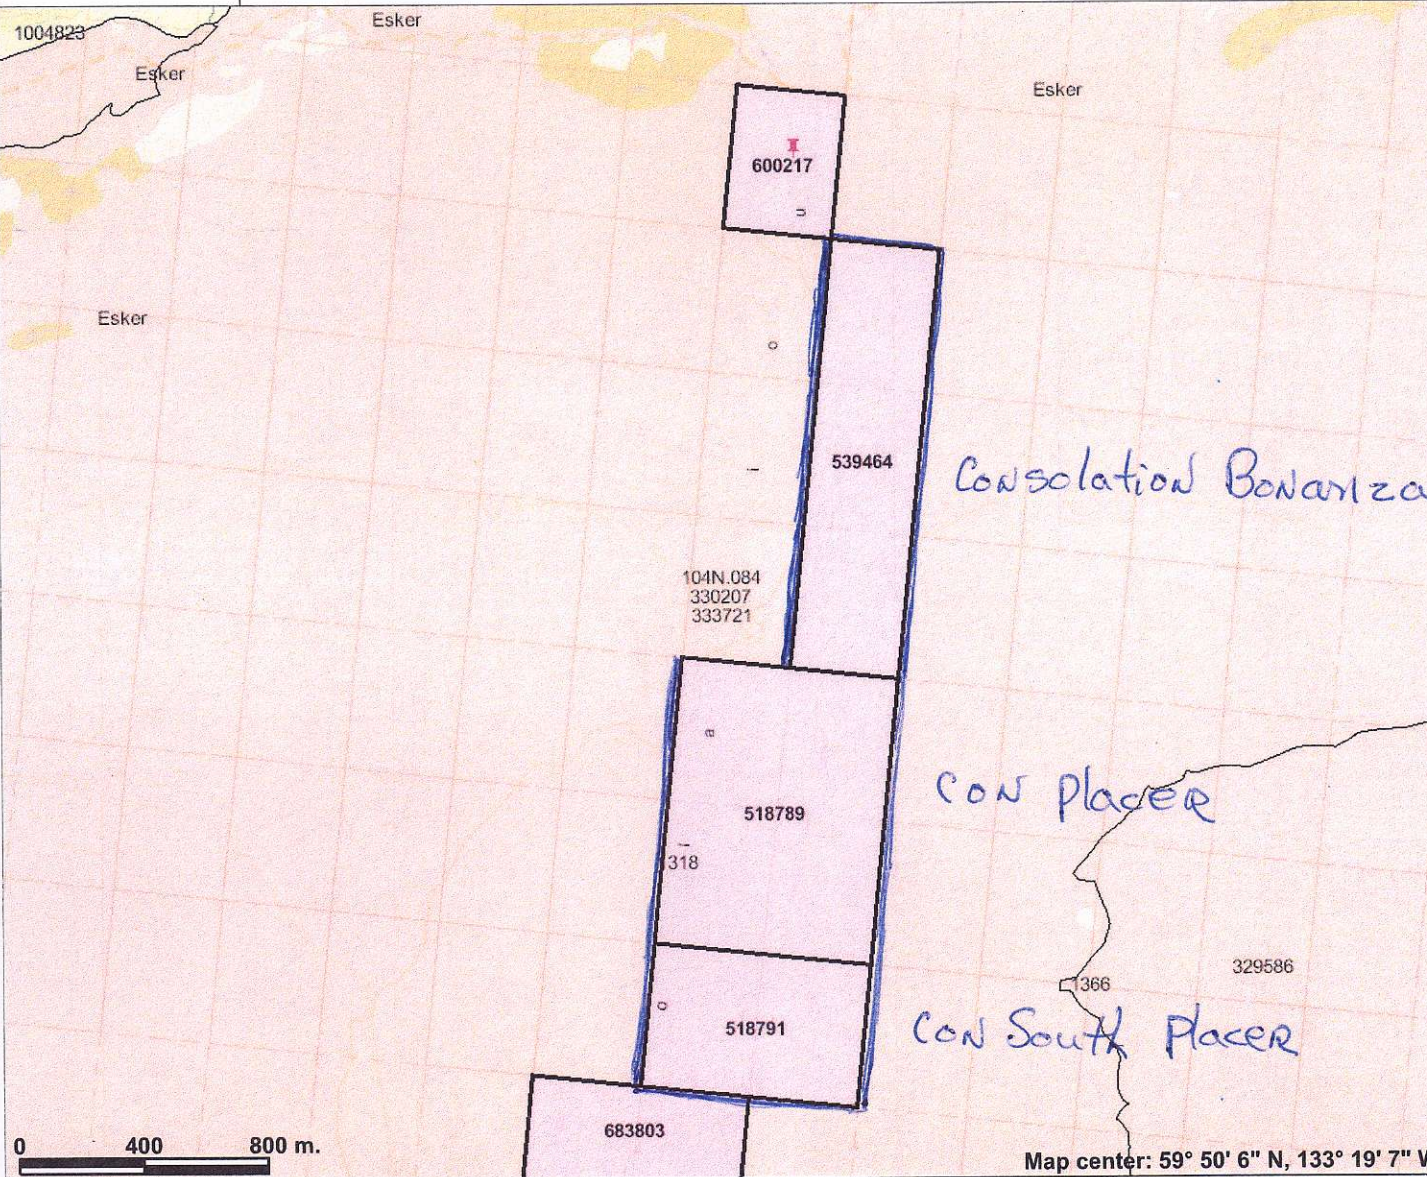 Esker
1004823
Esker
Esker
600217
u
Esker
o
539464
l
Consolation Bonanza
104N.084
330207
333721
a
518789
Con Placer
l
318
329586
1366
o
518791
Con South Placer
683803
0 400 800 m.
Map center: 59° 50' 6" N, 133° 19' 7" W